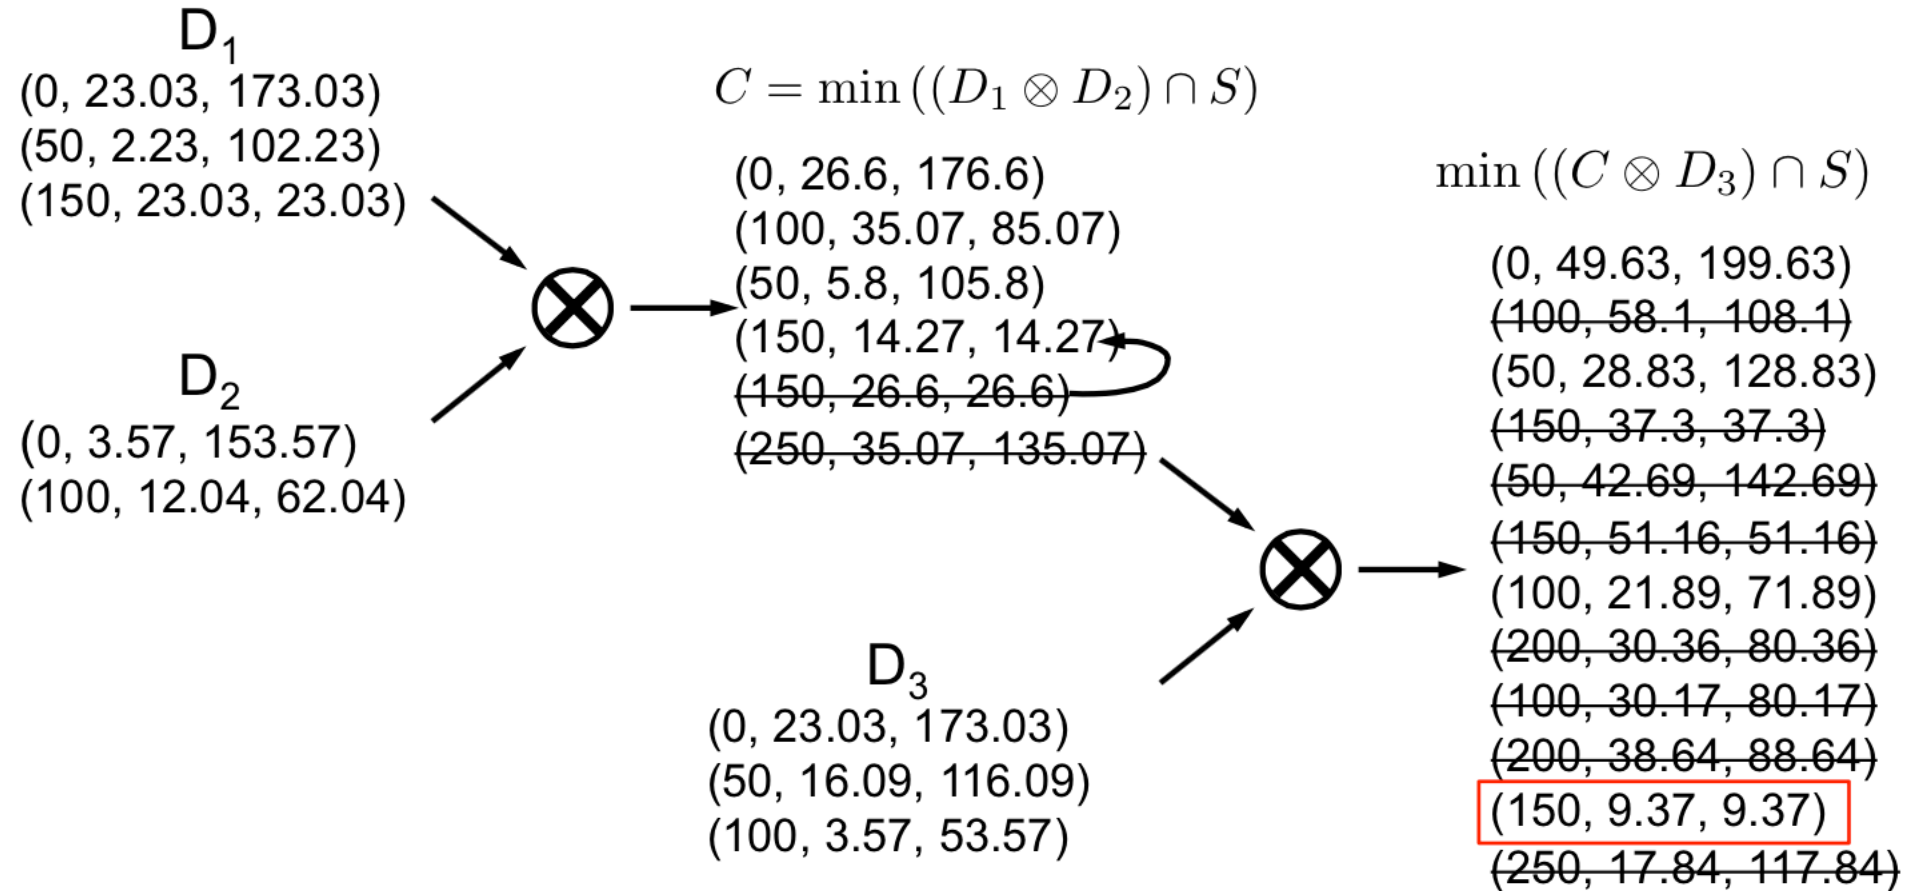 D₁
(0, 23.03, 173.03)
(50, 2.23, 102.23)
(150, 23.03, 23.03)
D₂
(0, 3.57, 153.57)
(100, 12.04, 62.04)
C = min ((D₁ ⊗ D₂) ∩ S)
(0, 26.6, 176.6)
(100, 35.07, 85.07)
(50, 5.8, 105.8)
(150, 14.27, 14.27)
(150, 26.6, 26.6)
(250, 35.07, 135.07)
D₃
(0, 23.03, 173.03)
(50, 16.09, 116.09)
(100, 3.57, 53.57)
min ((C ⊗ D₃) ∩ S)
(0, 49.63, 199.63)
(100, 58.1, 108.1)
(50, 28.83, 128.83)
(150, 37.3, 37.3)
(50, 42.69, 142.69)
(150, 51.16, 51.16)
(100, 21.89, 71.89)
(200, 30.36, 80.36)
(100, 30.17, 80.17)
(200, 38.64, 88.64)
(150, 9.37, 9.37)
(250, 17.84, 117.84)